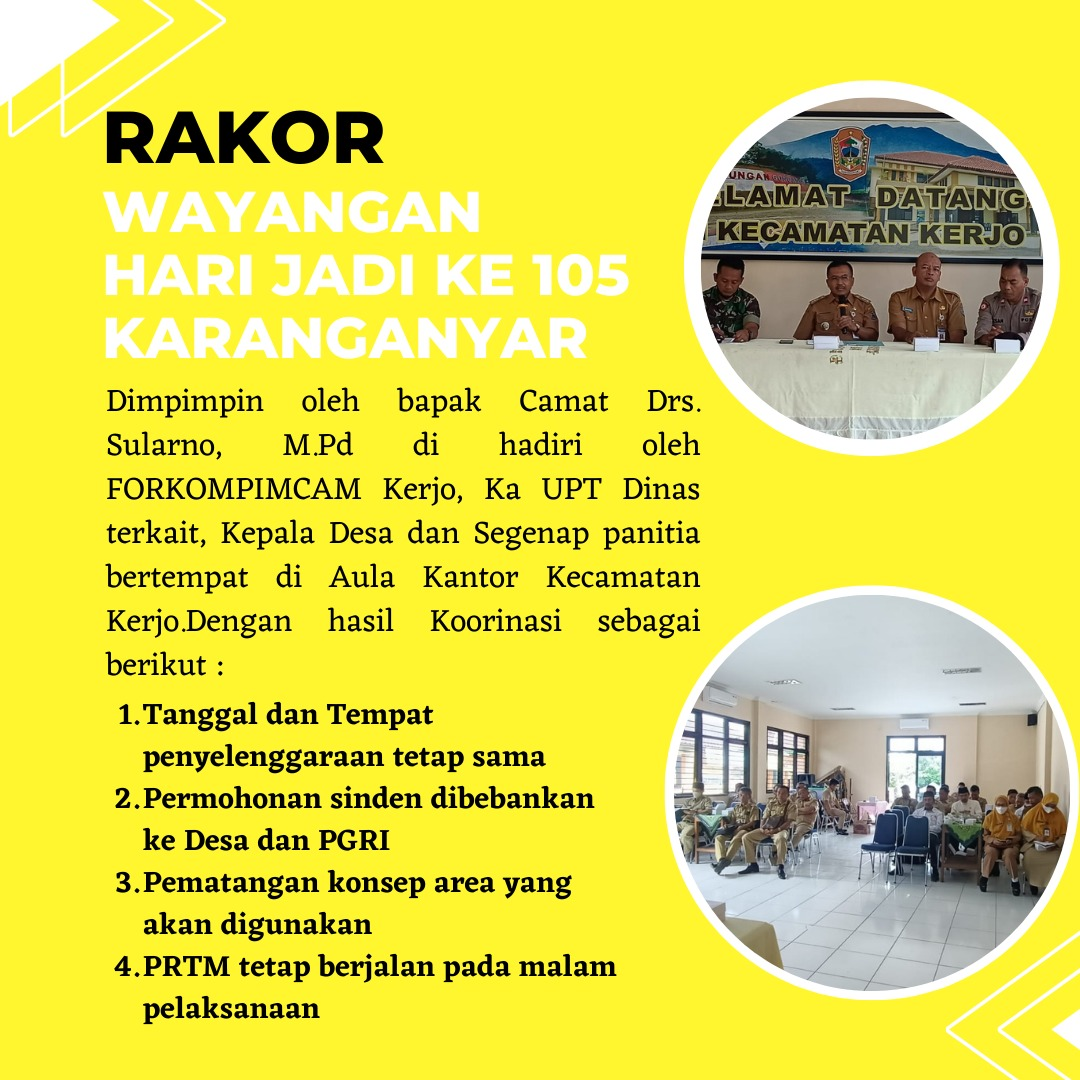 RAKOR
WAYANGAN
HARI JADI KE 105
KARANGANYAR
Dimpimpin oleh bapak Camat Drs.
Sularno, M.Pd di hadiri oleh
FORKOMPIMCAM Kerjo, Ka UPT Dinas
terkait, Kepala Desa dan Segenap panitia
bertempat di Aula Kantor Kecamatan
Kerjo.Dengan hasil Koorinasi sebagai
berikut :
1.Tanggal dan Tempat
penyelenggaraan tetap sama
2.Permohonan sinden dibebankan
ke Desa dan PGRI
3.Pematangan konsep area yang
akan digunakan
4.PRTM tetap berjalan pada malam
pelaksanaan
ELAMAT DATANG
KECAMATAN KERJO